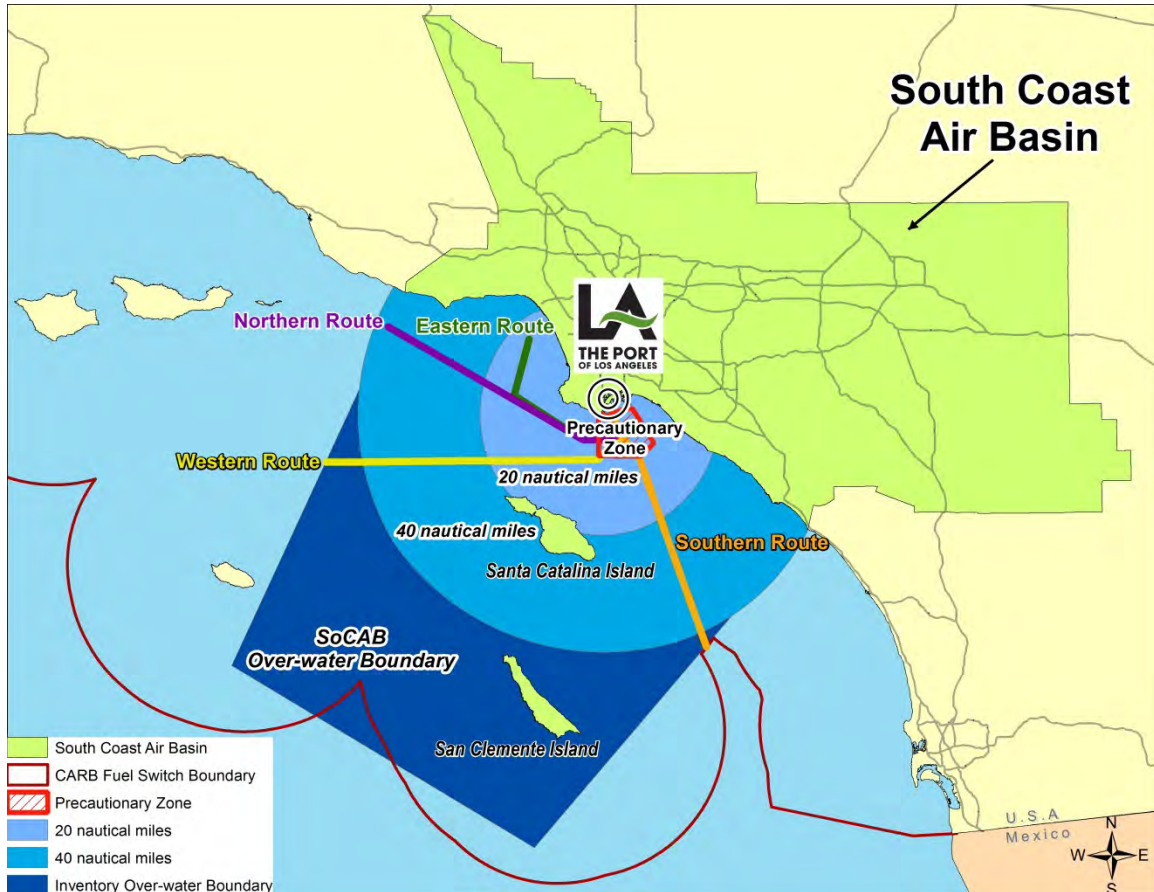 South Coast
Air Basin
LA
THE PORT
OF LOS ANGELES
Northern Route
Eastern Route
Precautionary
Zone
Western Route
20 nautical miles
40 nautical miles
Southern Route
Santa Catalina Island
SoCAB
Over-water Boundary
San Clemente Island
South Coast Air Basin
CARB Fuel Switch Boundary
Precautionary Zone
20 nautical miles
40 nautical miles
Inventory Over-water Boundary
U.S.A
Mexico
N
W
E
S